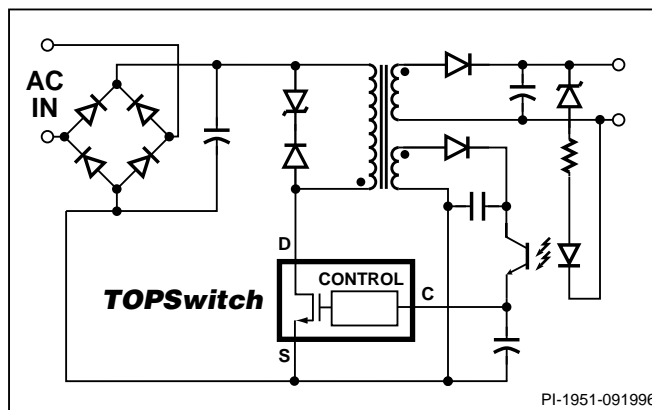 AC
IN
D
CONTROL
C
TOPSwitch
S
PI-1951-091996